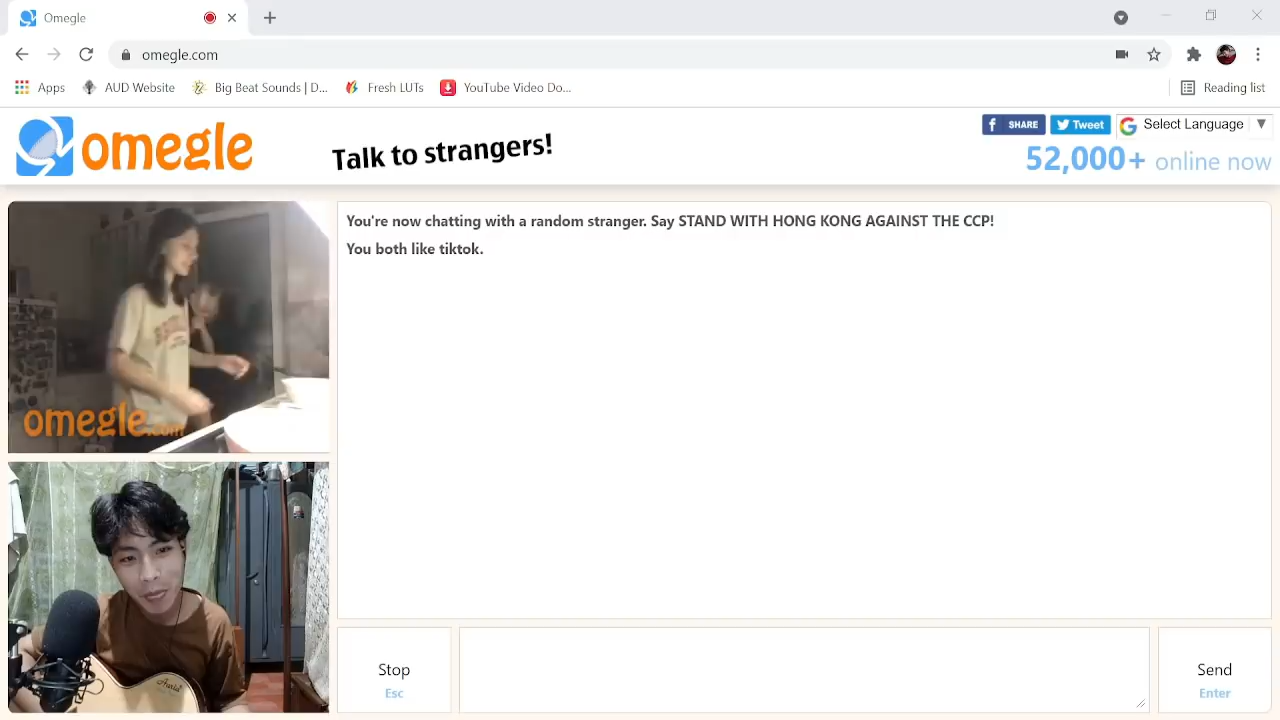 Omegle
omegle.com
Apps
AUD Website
Big Beat Sounds | D...
Fresh LUTs
YouTube Video Do...
Reading list
omegle
Talk to strangers!
SHARE
Tweet
Select Language
52,000+ online now
You're now chatting with a random stranger. Say STAND WITH HONG KONG AGAINST THE CCP!
You both like tiktok.
omegle.com
Stop
Esc
Send
Enter